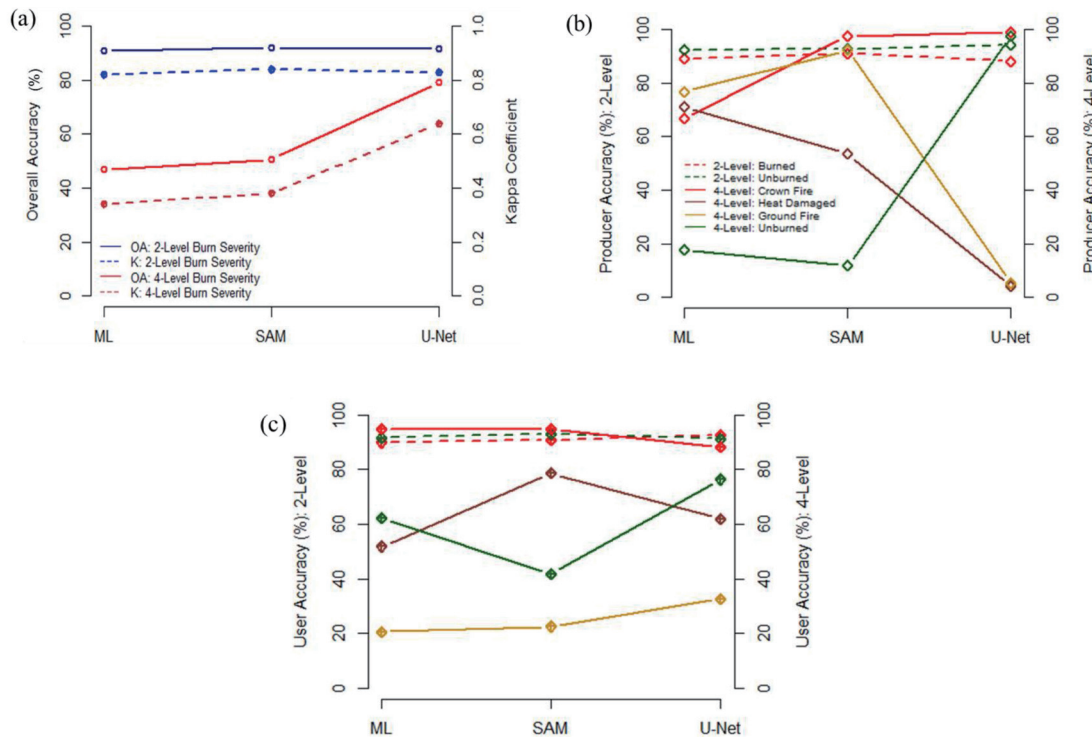 (a)
100
80
60
40
20
0
Overall Accuracy (%)
1.0
0.8
0.6
0.4
0.2
0.0
Kappa Coefficient
OA: 2-Level Burn Severity
K: 2-Level Burn Severity
OA: 4-Level Burn Severity
K: 4-Level Burn Severity
ML SAM U-Net
(b)
100
80
60
40
20
0
Producer Accuracy (%): 2-Level
100
80
60
40
20
0
Producer Accuracy (%): 4-Level
2-Level: Burned
2-Level: Unburned
4-Level: Crown Fire
4-Level: Heat Damaged
4-Level: Ground Fire
4-Level: Unburned
ML SAM U-Net
(c)
100
80
60
40
20
0
User Accuracy (%): 2-Level
100
80
60
40
20
0
User Accuracy (%): 4-Level
ML SAM U-Net